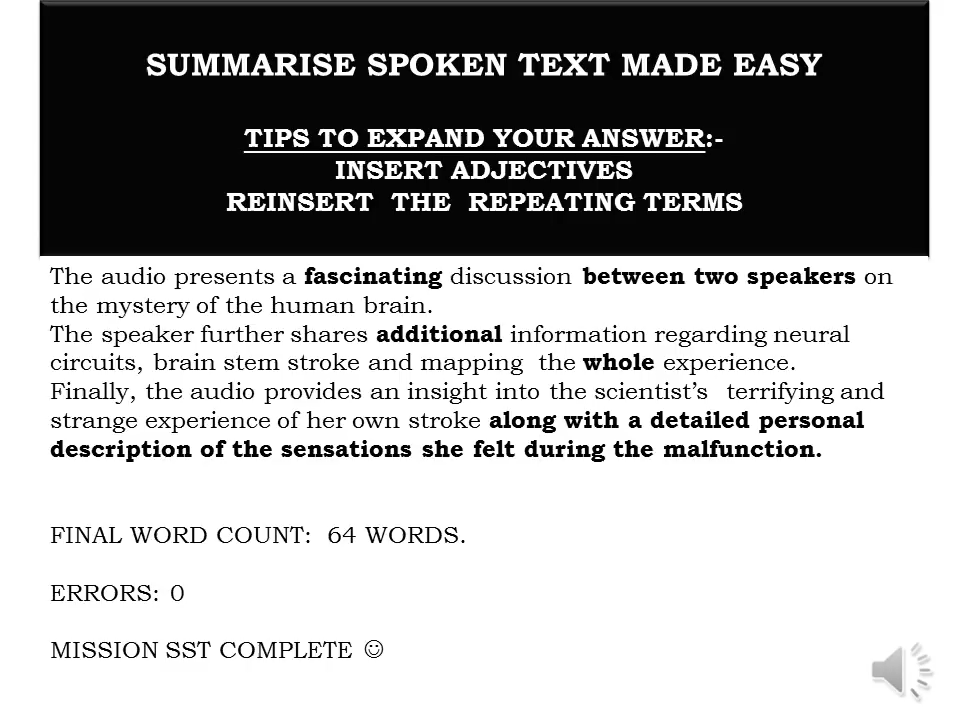 SUMMARISE SPOKEN TEXT MADE EASY
TIPS TO EXPAND YOUR ANSWER:-
INSERT ADJECTIVES
REINSERT THE REPEATING TERMS
The audio presents a fascinating discussion between two speakers on
the mystery of the human brain.
The speaker further shares additional information regarding neural
circuits, brain stem stroke and mapping the whole experience.
Finally, the audio provides an insight into the scientist's terrifying and
strange experience of her own stroke along with a detailed personal
description of the sensations she felt during the malfunction.
FINAL WORD COUNT: 64 WORDS.
ERRORS: 0
MISSION SST COMPLETE ☺